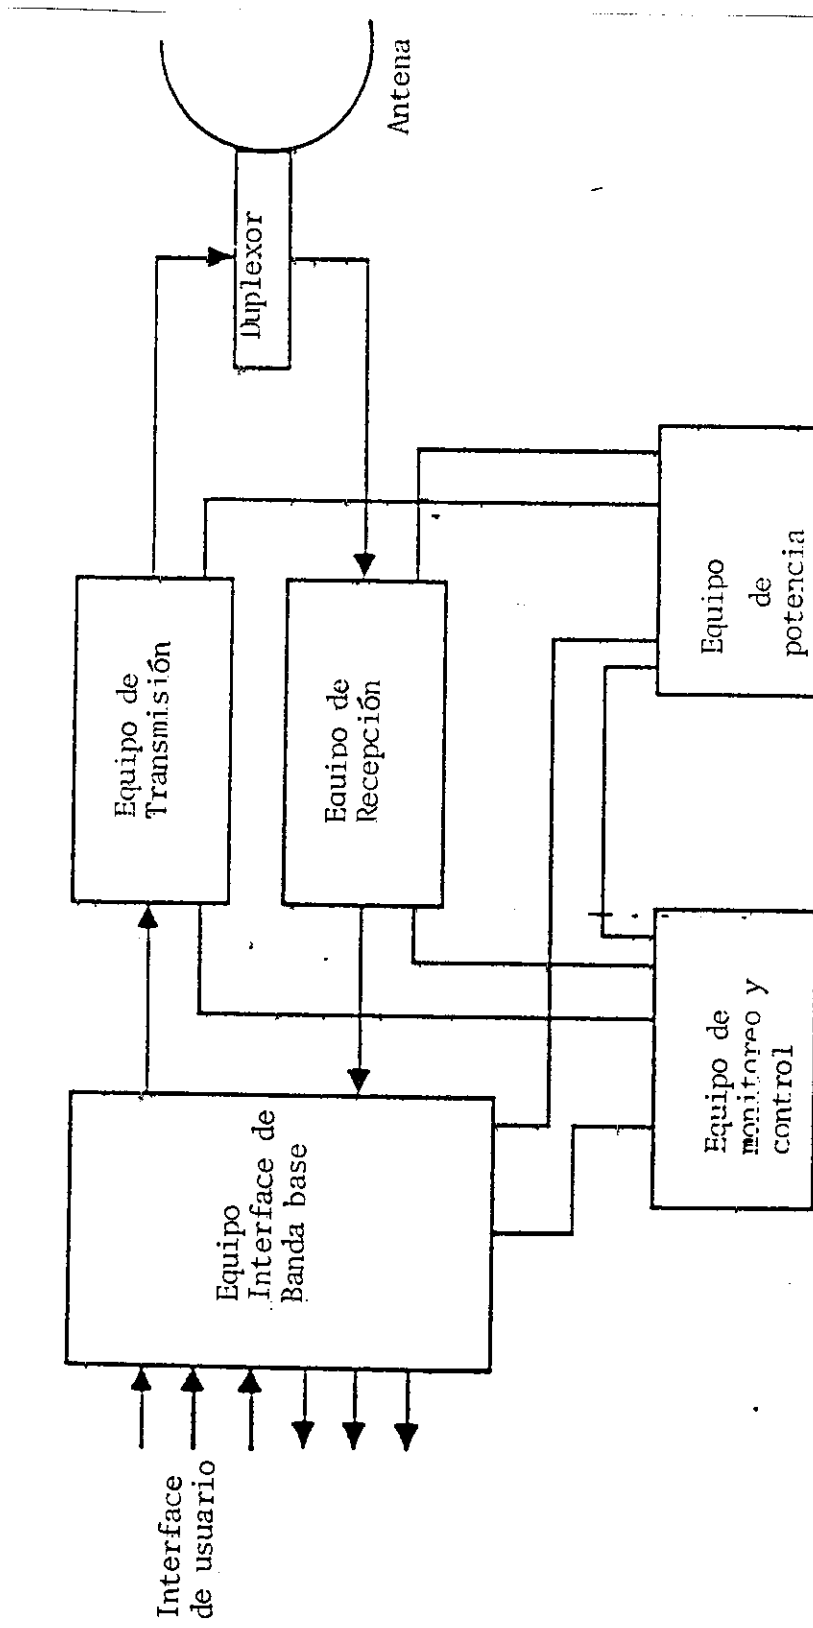 Interface
de usuario
Equipo
Interface de
Banda base
Equipo de
Transmisión
Equipo de
Recepción
Duplexor
Antena
Equipo de
monitoreo y
control
Equipo
de
potencia